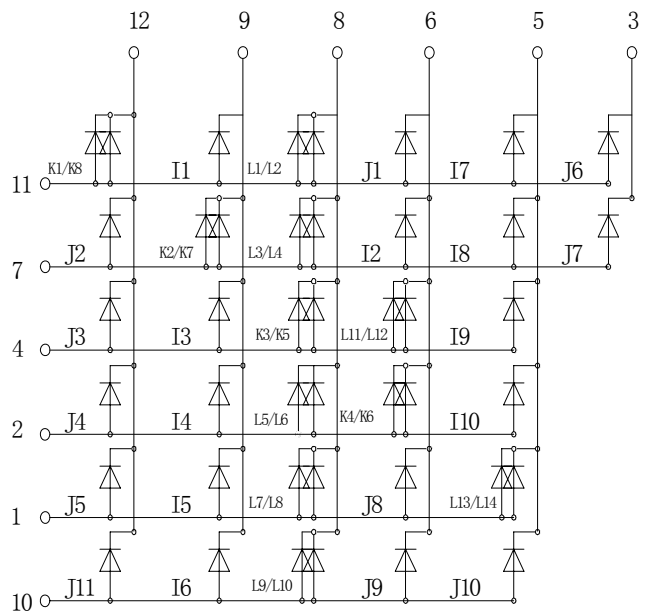 12 9 8 6 5 3
11 K1/K8 I1 L1/L2 J1 I7 J6
7 J2 K2/K7 L3/L4 I2 I8 J7
4 J3 I3 K3/K5 L11/L12 I9
2 J4 I4 L5/L6 K4/K6 I10
1 J5 I5 L7/L8 J8 L13/L14
10 J11 I6 L9/L10 J9 J10